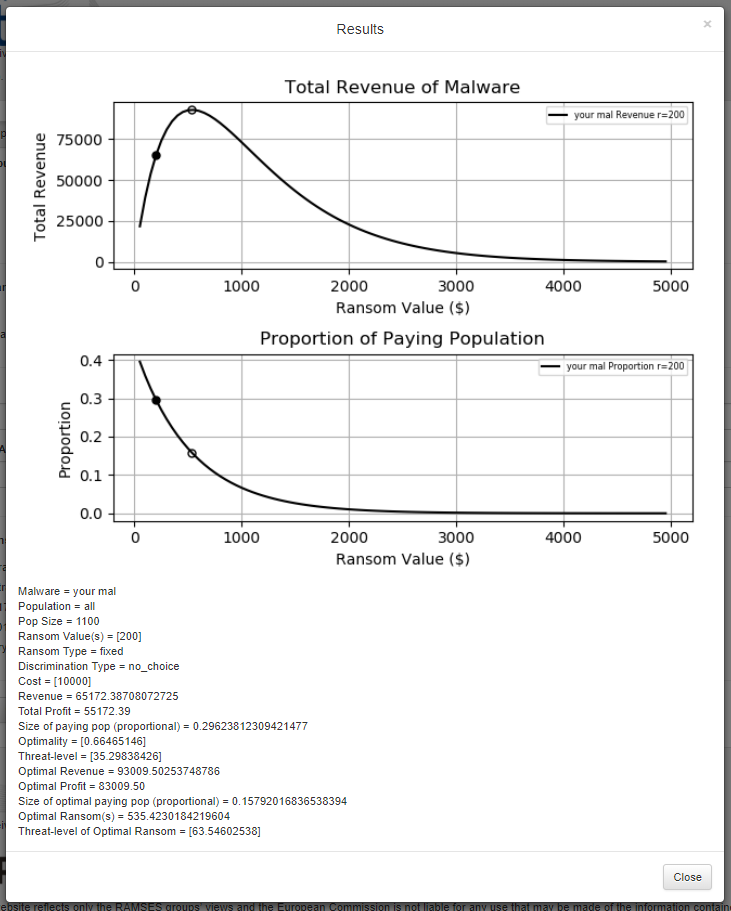 Results
×
Total Revenue of Malware
your mal Revenue r=200
Total Revenue
75000
50000
25000
0
0 1000 2000 3000 4000 5000
Ransom Value ($)
Proportion of Paying Population
your mal Proportion r=200
Proportion
0.4
0.3
0.2
0.1
0.0
0 1000 2000 3000 4000 5000
Ransom Value ($)
Malware = your mal
Population = all
Pop Size = 1100
Ransom Value(s) = [200]
Ransom Type = fixed
Discrimination Type = no_choice
Cost = [10000]
Revenue = 65172.38708072725
Total Profit = 55172.39
Size of paying pop (proportional) = 0.29623812309421477
Optimality = [0.66465146]
Threat-level = [35.29838426]
Optimal Revenue = 93009.50253748786
Optimal Profit = 83009.50
Size of optimal paying pop (proportional) = 0.15792016836538394
Optimal Ransom(s) = 535.4230184219604
Threat-level of Optimal Ransom = [63.54602538]
Close
ebsite reflects only the RAMSES groups' views and the European Commission is not liable for any use that may be made of the information